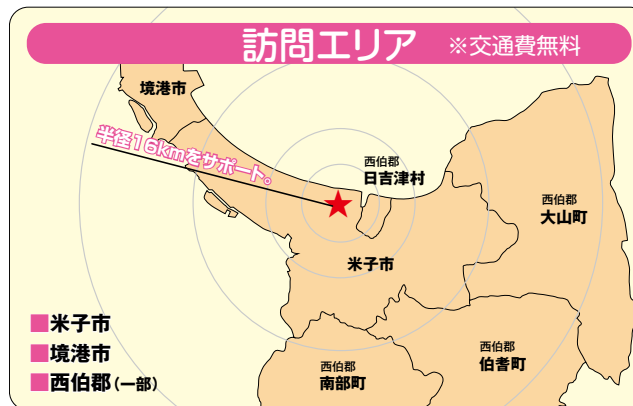 訪問エリア ※交通費無料
境港市
半径16kmをサポート。
西伯郡
日吉津村
西伯郡
大山町
米子市
■米子市
■境港市
■西伯郡(一部)
西伯郡
南部町
西伯郡
伯耆町